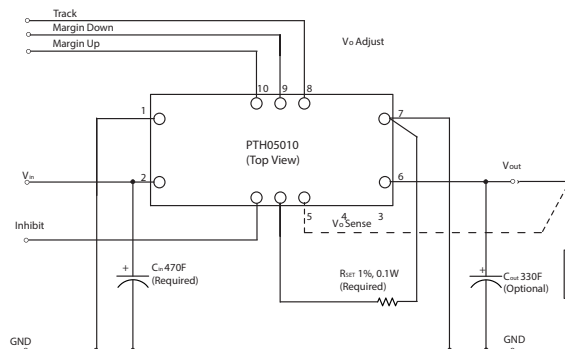 Track
Margin Down
Margin Up
Vo Adjust
10 9 8
1
7
PTH05010
(Top View)
Vin
2
6
Vout
5 4 3
Vo Sense
Inhibit
+
Cin 470F
(Required)
RSET 1%, 0.1W
(Required)
+
Cout 330F
(Optional)
GND
GND